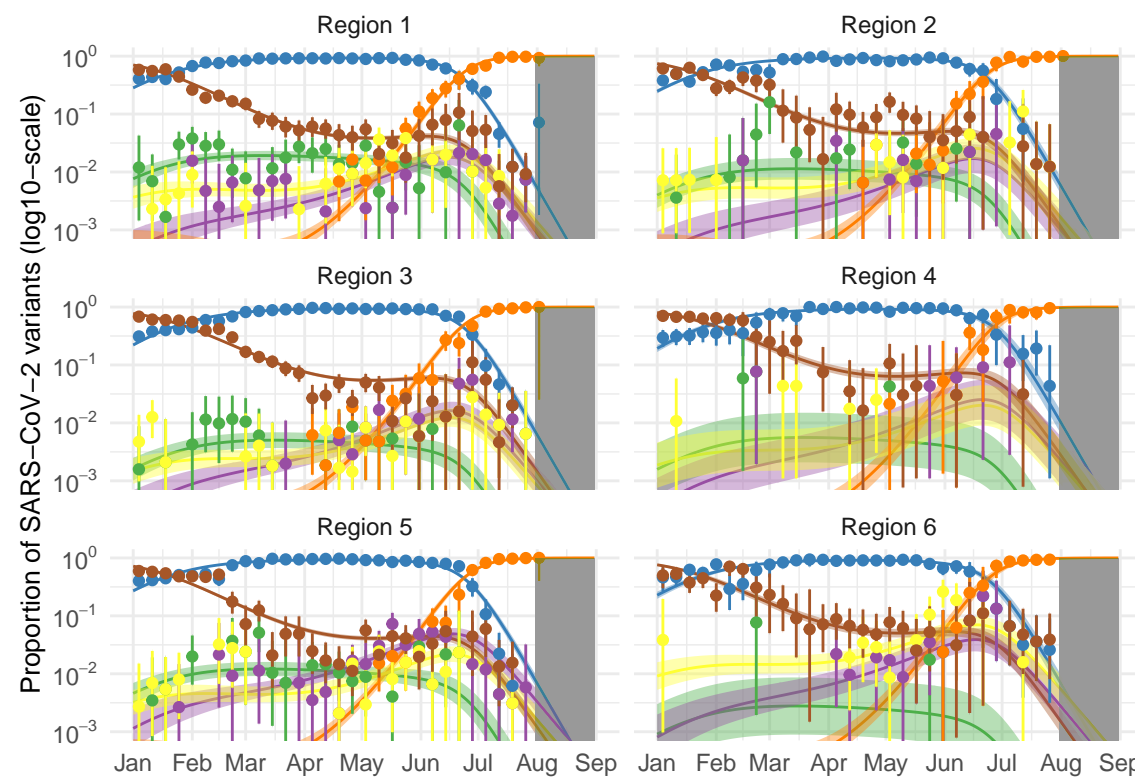 Region 1
Region 2
10^0
10^−1
10^−2
10^−3
Region 3
Region 4
10^0
10^−1
10^−2
10^−3
Region 5
Region 6
10^0
10^−1
10^−2
10^−3
Proportion of SARS−CoV−2 variants (log10−scale)
Jan Feb Mar Apr May Jun Jul Aug Sep
Jan Feb Mar Apr May Jun Jul Aug Sep